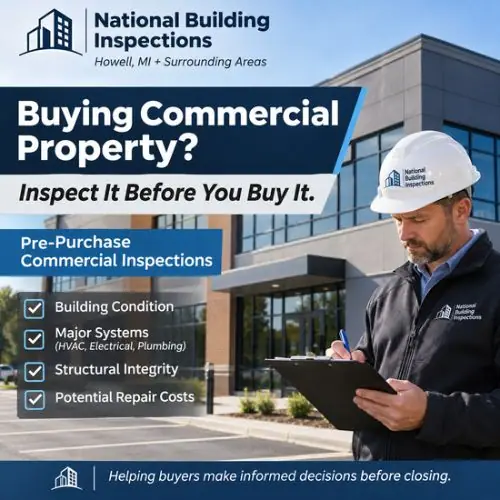 National Building
Inspections
Howell, MI + Surrounding Areas
Buying Commercial
Property?
Inspect It Before You Buy It.
Pre-Purchase
Commercial Inspections
Building Condition
Major Systems
(HVAC, Electrical, Plumbing)
Structural Integrity
Potential Repair Costs
National
Building
Inspections
National
Building
Inspections
Helping buyers make informed decisions before closing.